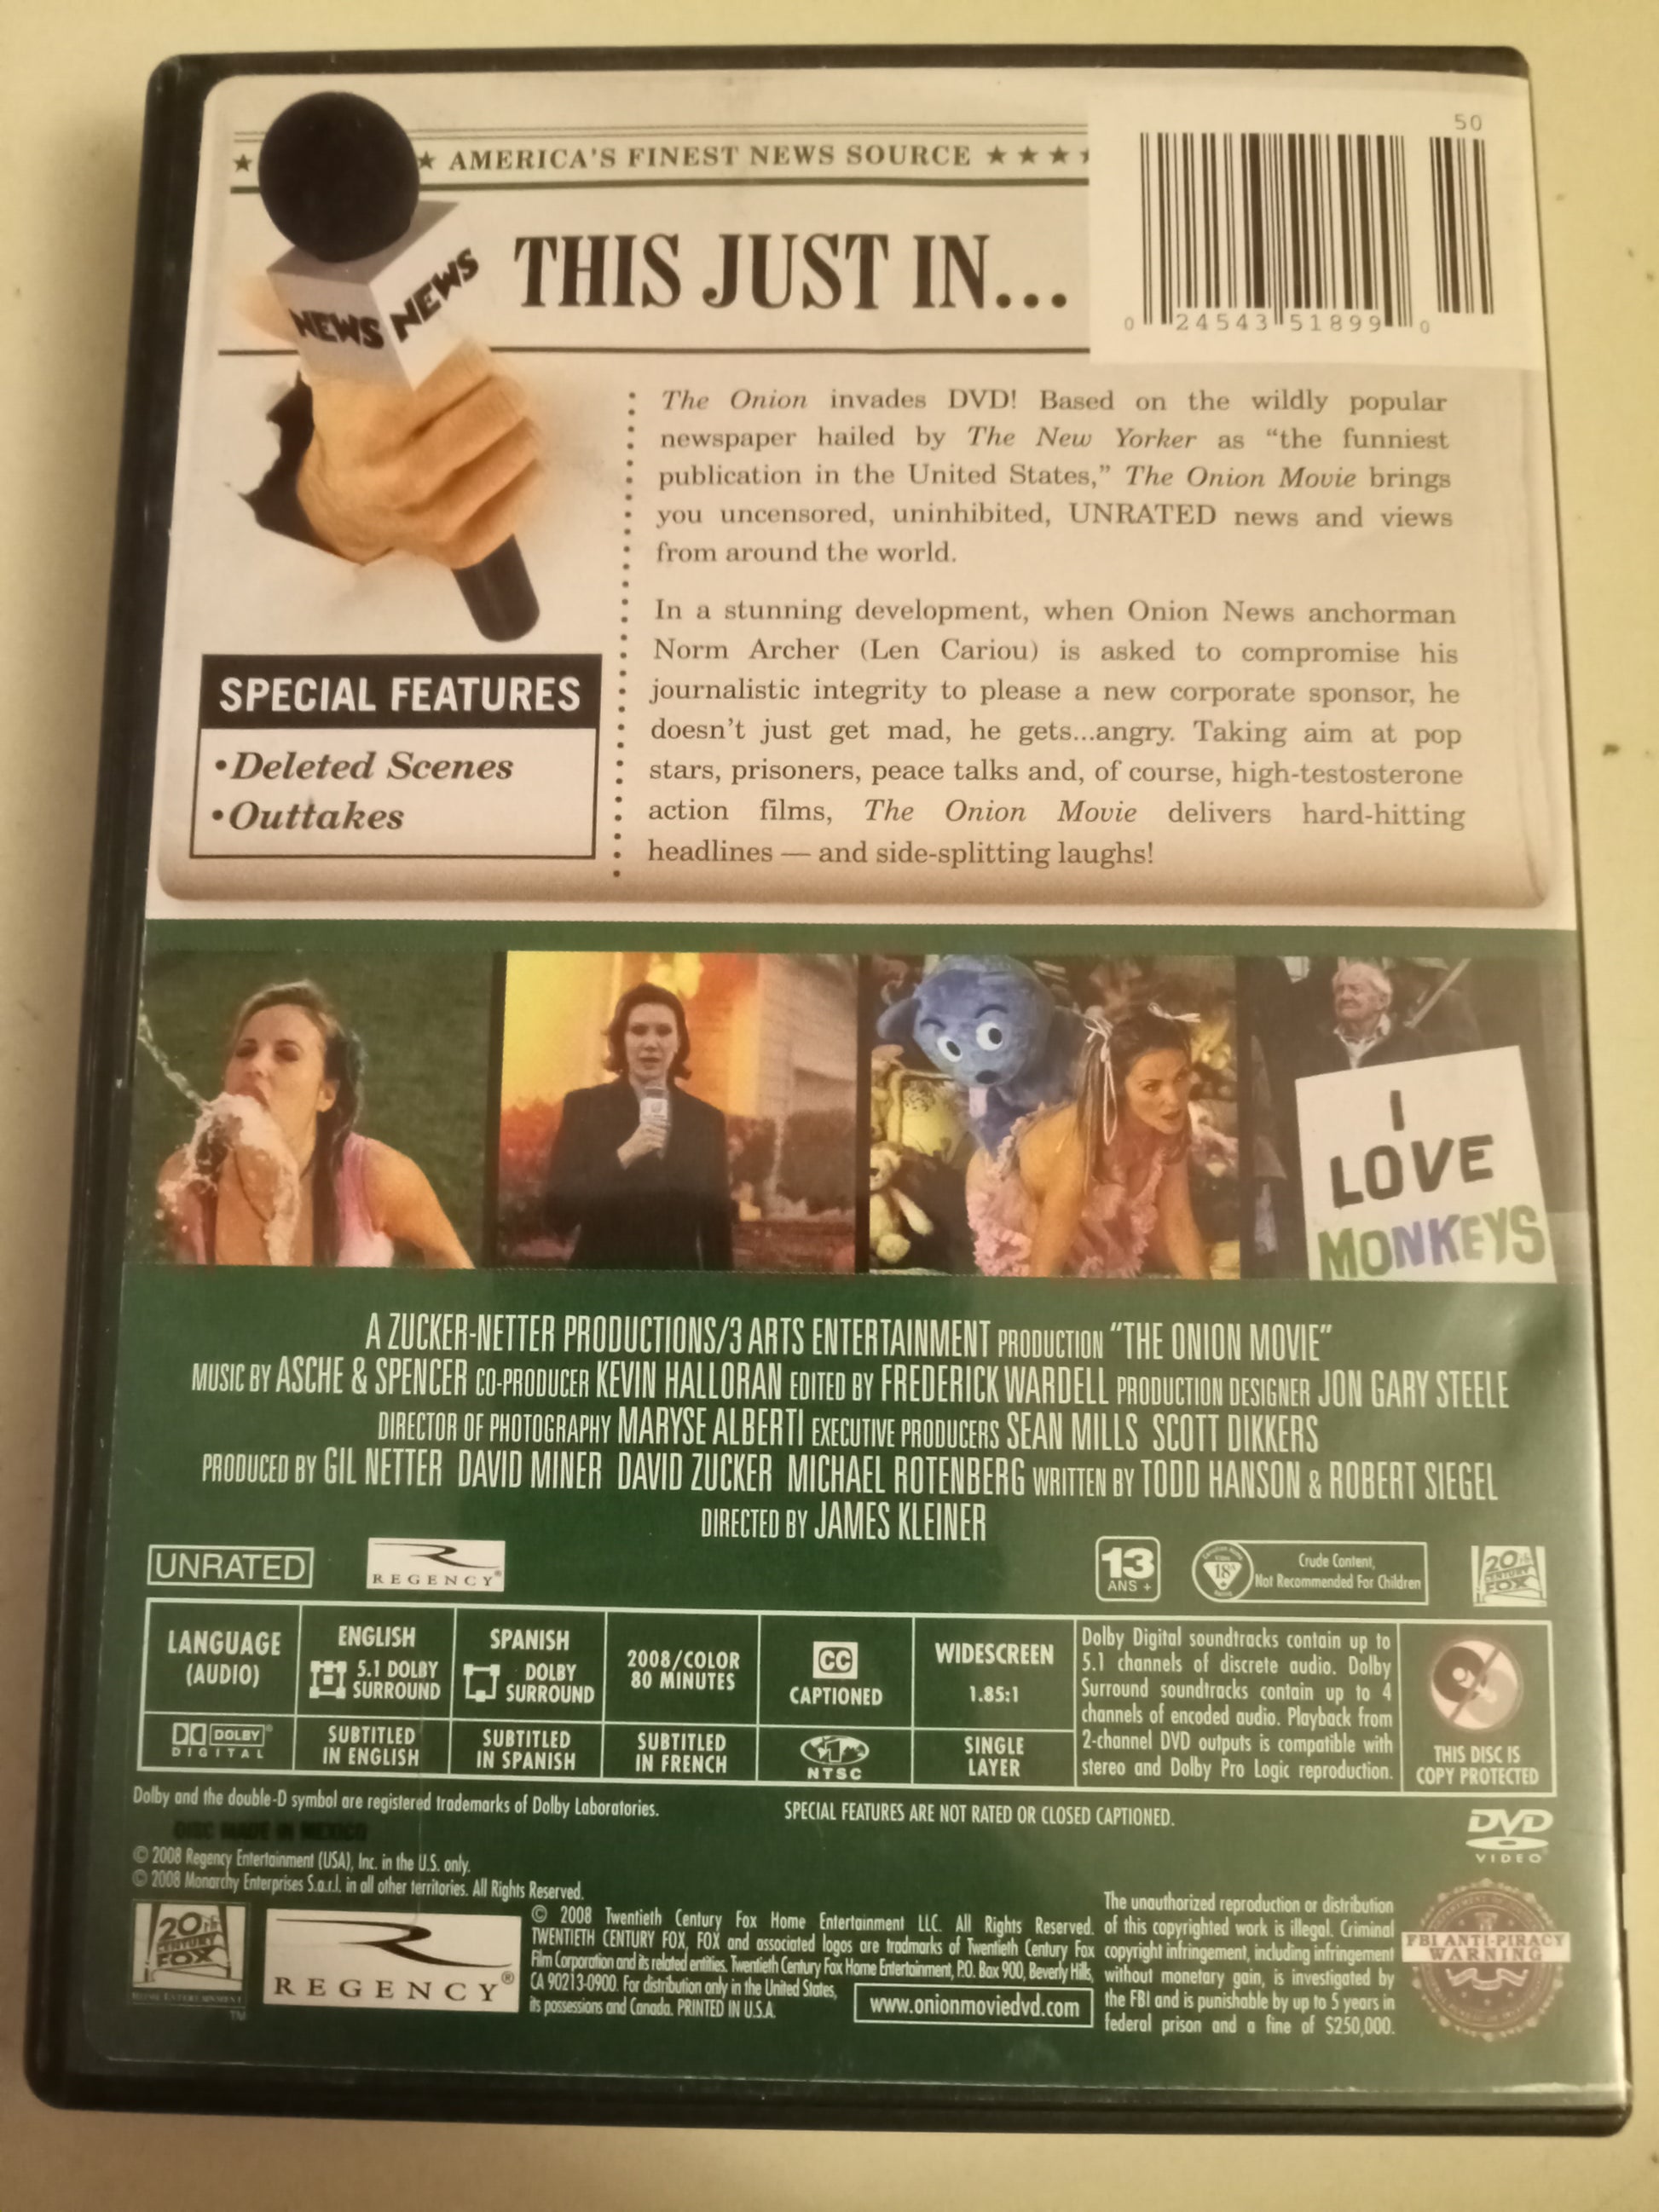 50
★ ★ AMERICA'S FINEST NEWS SOURCE ★ ★ ★ ★
0 24543 51899 0
NEWS NEWS
THIS JUST IN...
The Onion invades DVD! Based on the wildly popular
newspaper hailed by The New Yorker as “the funniest
publication in the United States,” The Onion Movie brings
you uncensored, uninhibited, UNRATED news and views
from around the world.
In a stunning development, when Onion News anchorman
Norm Archer (Len Cariou) is asked to compromise his
journalistic integrity to please a new corporate sponsor, he
doesn't just get mad, he gets...angry. Taking aim at pop
stars, prisoners, peace talks and, of course, high-testosterone
action films, The Onion Movie delivers hard-hitting
headlines — and side-splitting laughs!
SPECIAL FEATURES
•Deleted Scenes
•Outtakes
I
LOVE
MONKEYS
A ZUCKER-NETTER PRODUCTIONS/3 ARTS ENTERTAINMENT PRODUCTION “THE ONION MOVIE”
MUSIC BY ASCHE & SPENCER CO-PRODUCER KEVIN HALLORAN EDITED BY FREDERICK WARDELL PRODUCTION DESIGNER JON GARY STEELE
DIRECTOR OF PHOTOGRAPHY MARYSE ALBERTI EXECUTIVE PRODUCERS SEAN MILLS SCOTT DIKKERS
PRODUCED BY GIL NETTER DAVID MINER DAVID ZUCKER MICHAEL ROTENBERG WRITTEN BY TODD HANSON & ROBERT SIEGEL
DIRECTED BY JAMES KLEINER
UNRATED
REGENCY®
13
ANS +
18A
Crude Content,
Not Recommended For Children
20th
CENTURY
FOX
LANGUAGE
(AUDIO)
ENGLISH
5.1 DOLBY
SURROUND
SPANISH
DOLBY
SURROUND
2008/COLOR
80 MINUTES
CC
CAPTIONED
WIDESCREEN
1.85:1
Dolby Digital soundtracks contain up to
5.1 channels of discrete audio. Dolby
Surround soundtracks contain up to 4
channels of encoded audio. Playback from
2-channel DVD outputs is compatible with
stereo and Dolby Pro Logic reproduction.
THIS DISC IS
COPY PROTECTED
DOLBY®
DIGITAL
SUBTITLED
IN ENGLISH
SUBTITLED
IN SPANISH
SUBTITLED
IN FRENCH
NTSC
SINGLE
LAYER
Dolby and the double-D symbol are registered trademarks of Dolby Laboratories.
SPECIAL FEATURES ARE NOT RATED OR CLOSED CAPTIONED.
DVD
VIDEO
DISC MADE IN MEXICO
© 2008 Regency Entertainment (USA), Inc. in the U.S. only.
© 2008 Monarchy Enterprises S.a.r.l. in all other territories. All Rights Reserved.
20th
CENTURY
FOX
HOME ENTERTAINMENT
TM
REGENCY®
© 2008 Twentieth Century Fox Home Entertainment LLC. All Rights Reserved.
TWENTIETH CENTURY FOX, FOX and associated logos are tradmarks of Twentieth Century Fox
Film Corporation and its related entities. Twentieth Century Fox Home Entertainment, P.O. Box 900, Beverly Hills,
CA 90213-0900. For distribution only in the United States,
its possessions and Canada. PRINTED IN U.S.A.
www.oniónmoviedvd.com
The unauthorized reproduction or distribution
of this copyrighted work is illegal. Criminal
copyright infringement, including infringement
without monetary gain, is investigated by
the FBI and is punishable by up to 5 years in
federal prison and a fine of $250,000.
FBI ANTI-PIRACY
WARNING